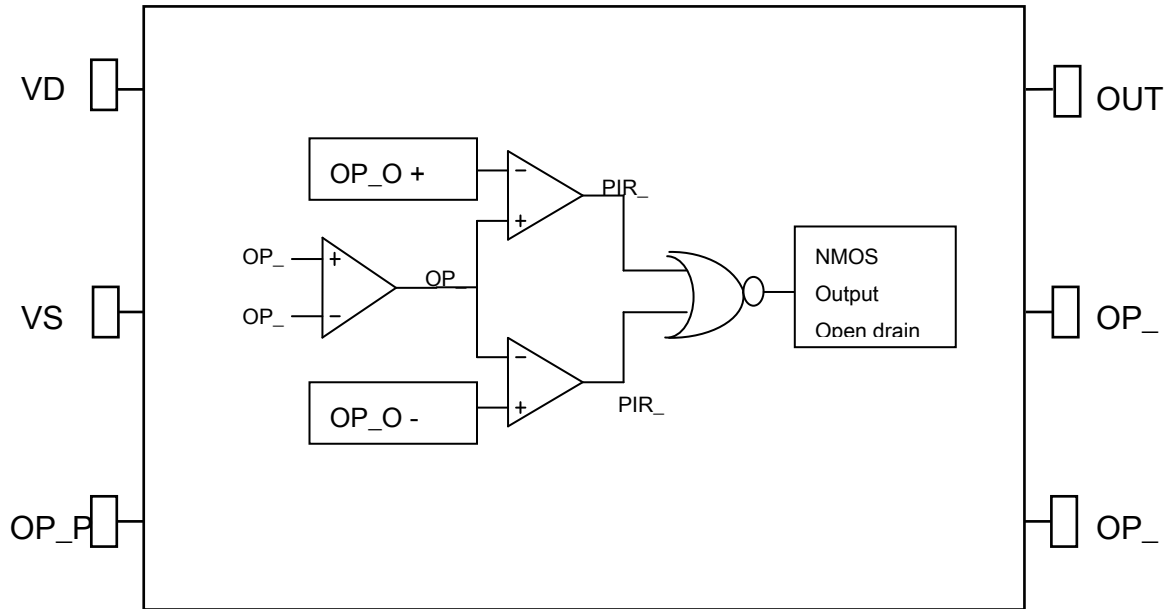 VD
OUT
OP_O +
−
PIR_
+
OP_
+
OP_
OP_
−
NMOS
Output
Open drain
VS
OP_
−
OP_O -
+
PIR_
OP_P
OP_